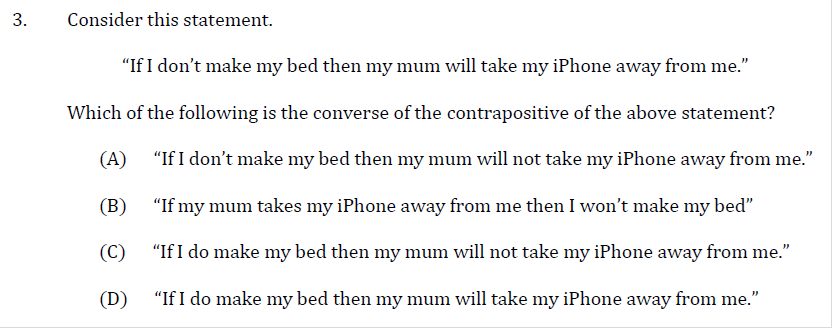 3. Consider this statement.
“If I don’t make my bed then my mum will take my iPhone away from me.”
Which of the following is the converse of the contrapositive of the above statement?
(A) “If I don’t make my bed then my mum will not take my iPhone away from me.”
(B) “If my mum takes my iPhone away from me then I won’t make my bed”
(C) “If I do make my bed then my mum will not take my iPhone away from me.”
(D) “If I do make my bed then my mum will take my iPhone away from me.”